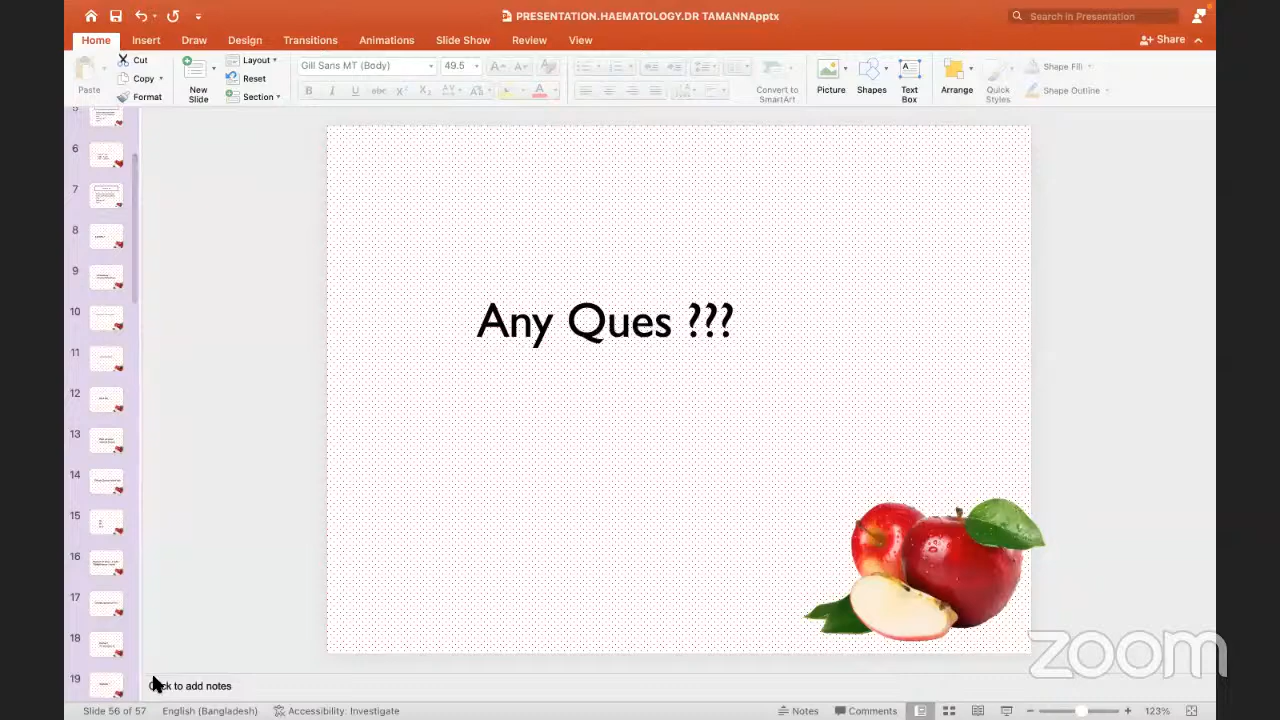 PRESENTATION.HAEMATOLOGY.DR TAMANNApptx
Search in Presentation
Home Insert Draw Design Transitions Animations Slide Show Review View
Share
Paste
Cut
Copy
Format
New Slide
Layout
Reset
Section
Gill Sans MT (Body) 49.5
Convert to SmartArt
Picture
Shapes
Text Box
Arrange
Quick Styles
Shape Fill
Shape Outline
5
6
7
8
9
10
11
12
13
14
15
16
17
18
19
Any Ques ???
zoom
to add notes
Slide 56 of 57 English (Bangladesh) Accessibility: Investigate Notes Comments 123%